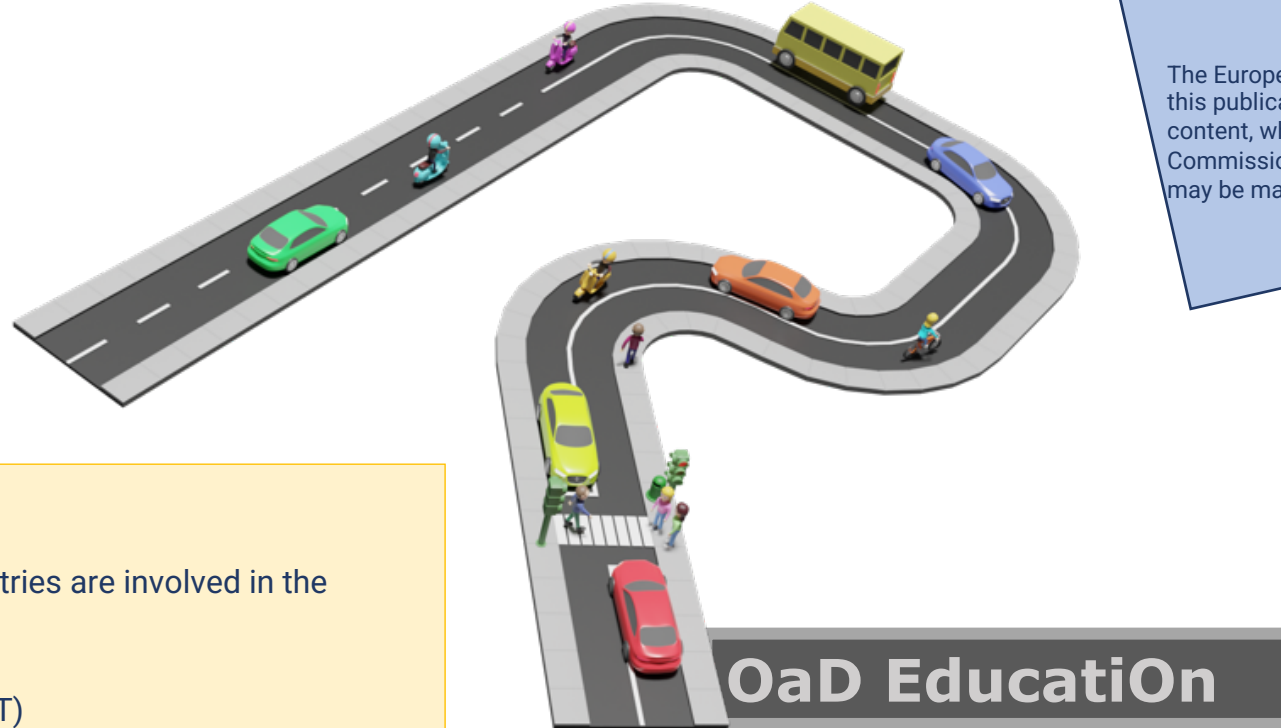 The Europe
this publica
content, wh
Commissio
may be ma
tries are involved in the
T)
OaD EducatiOn